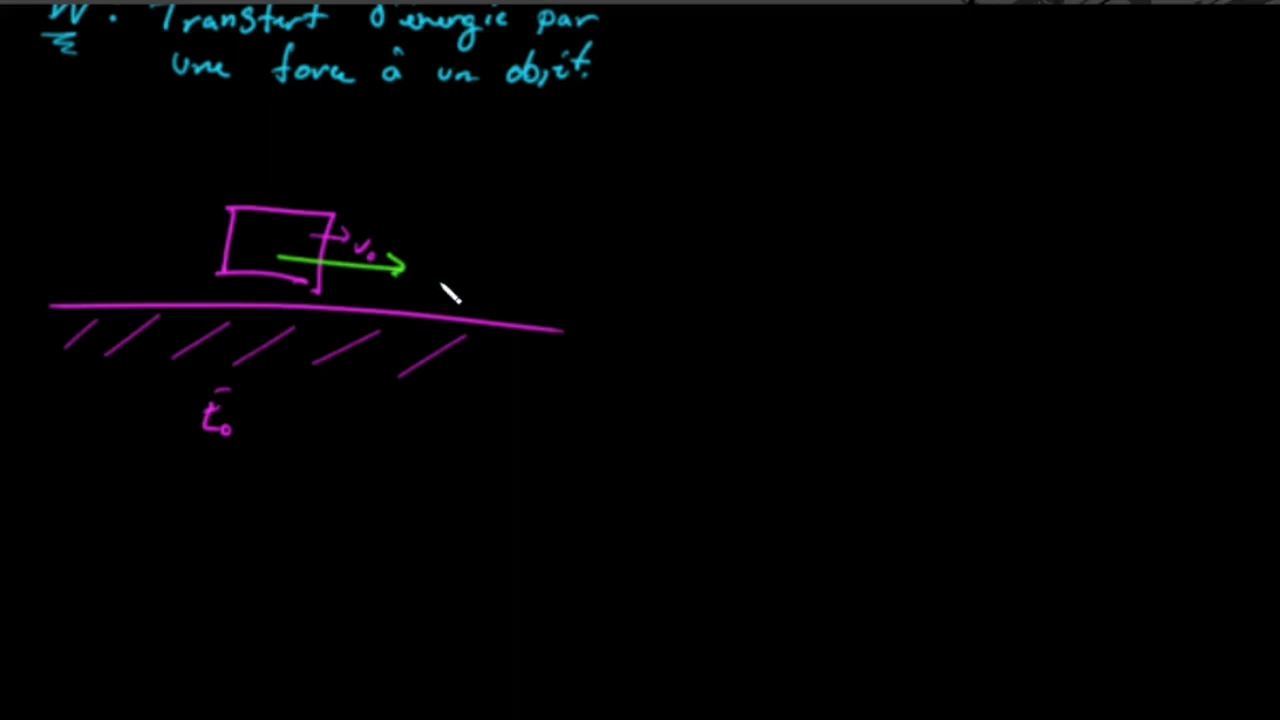 W : Transfert d'énergie par
une force à un objet.
v₀
t₀